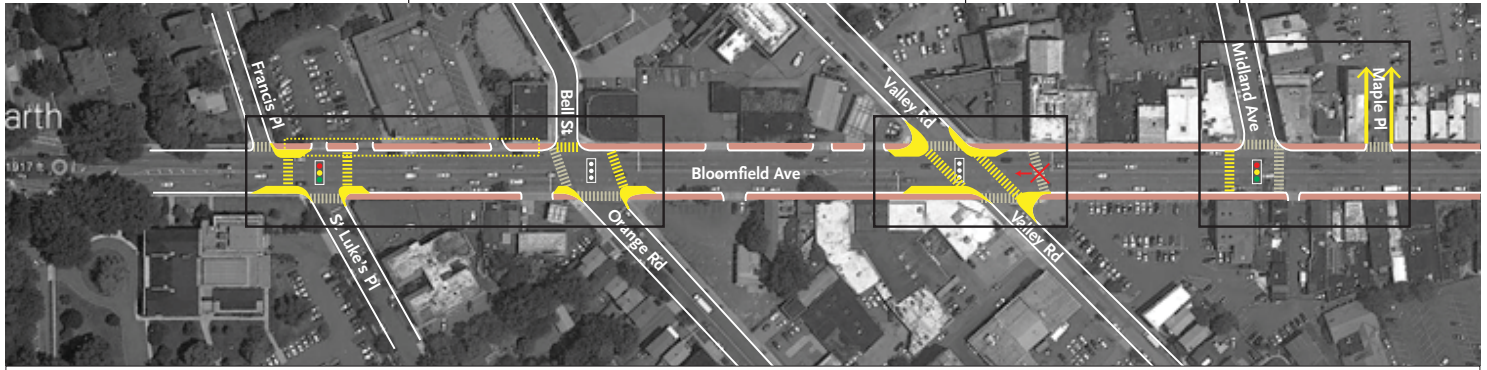 Francis Pl
Bell St
Valley Rd
Midland Ave
Maple Pl
arth
Bloomfield Ave
St Luke's Pl
Orange Rd
Valley Rd